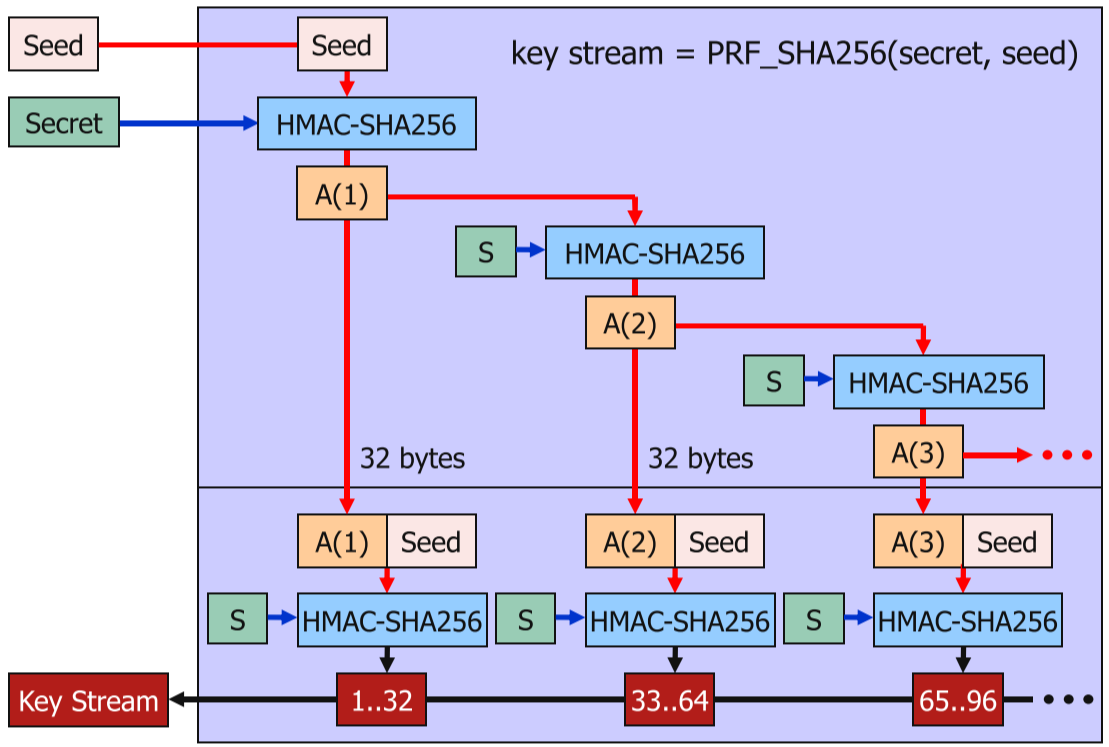 Seed
Seed
key stream = PRF_SHA256(secret, seed)
Secret
HMAC-SHA256
A(1)
S
HMAC-SHA256
A(2)
S
HMAC-SHA256
32 bytes
32 bytes
A(3)
A(1) Seed
A(2) Seed
A(3) Seed
S
HMAC-SHA256
S
HMAC-SHA256
S
HMAC-SHA256
Key Stream
1..32
33..64
65..96